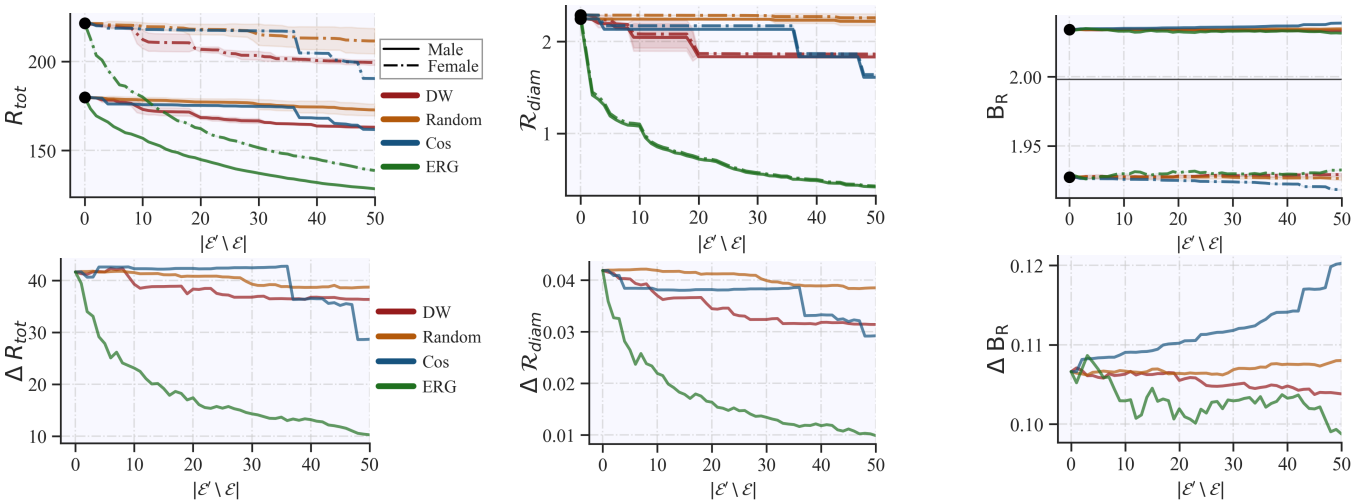 R_tot
200
150
0 10 20 30 40 50
|ℰ′ \ ℰ|
Male
Female
DW
Random
Cos
ERG
ℛ_diam
2
1
0 10 20 30 40 50
|ℰ′ \ ℰ|
B_R
2.00
1.95
0 10 20 30 40 50
|ℰ′ \ ℰ|
Δ R_tot
40
30
20
10
0 10 20 30 40 50
|ℰ′ \ ℰ|
DW
Random
Cos
ERG
Δ ℛ_diam
0.04
0.03
0.02
0.01
0 10 20 30 40 50
|ℰ′ \ ℰ|
Δ B_R
0.12
0.11
0.10
0 10 20 30 40 50
|ℰ′ \ ℰ|